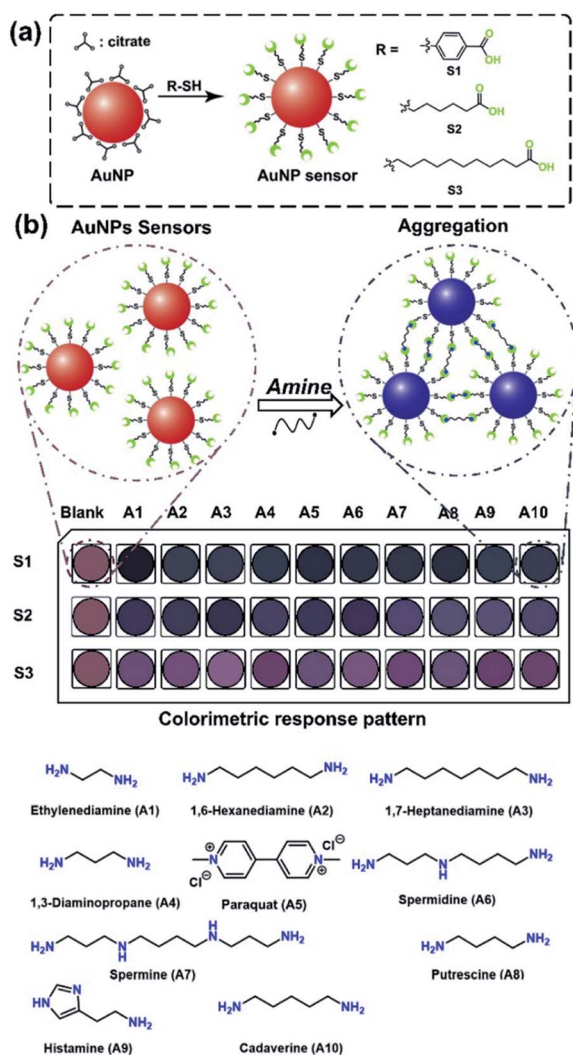 (a)
: citrate
AuNP
R-SH
S S S S S S S S S S S S
AuNP sensor
R =
O
OH
S1
O
OH
S2
O
OH
S3
(b)
AuNPs Sensors
Aggregation
Amine
Blank A1 A2 A3 A4 A5 A6 A7 A8 A9 A10
S1
S2
S3
Colorimetric response pattern
H2N NH2
Ethylenediamine (A1)
H2N NH2
1,6-Hexanediamine (A2)
H2N NH2
1,7-Heptanediamine (A3)
H2N NH2
1,3-Diaminopropane (A4)
Cl⊖
N+ N+
Cl⊖
Paraquat (A5)
H2N N H NH2
Spermidine (A6)
H2N N H H N NH2
Spermine (A7)
H2N NH2
Putrescine (A8)
HN N NH2
Histamine (A9)
H2N NH2
Cadaverine (A10)